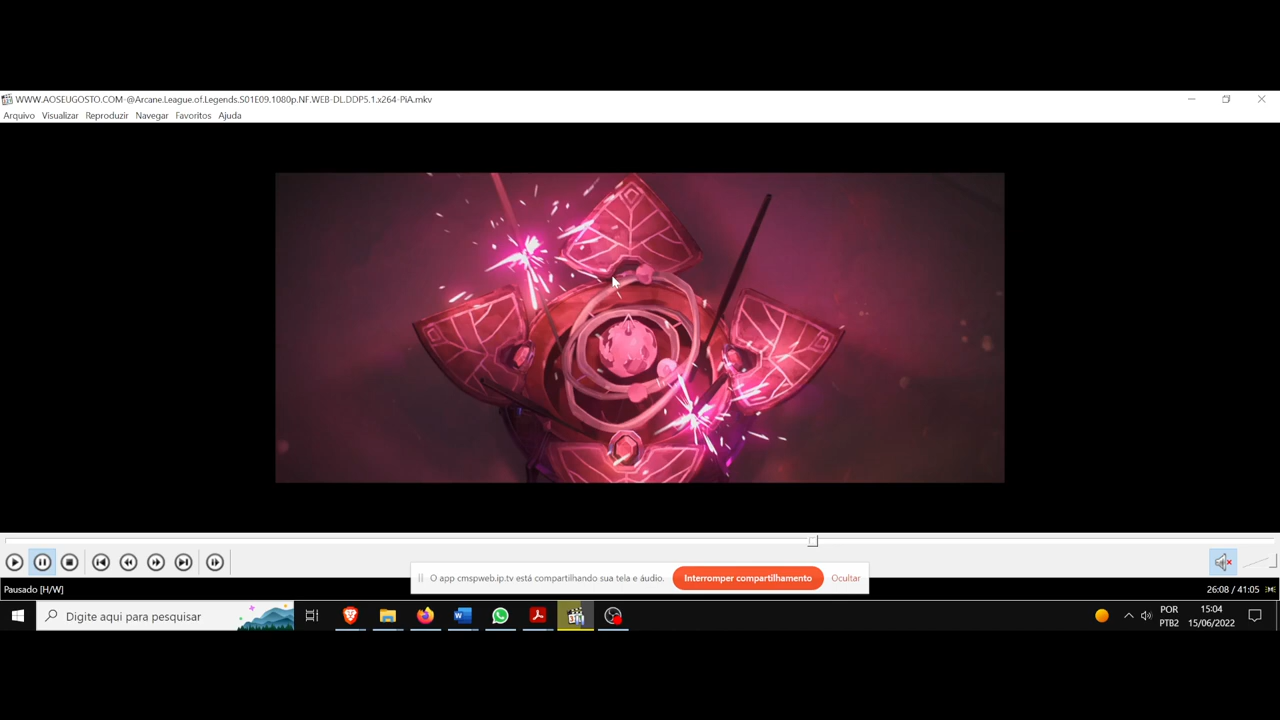 WWW.AOSEUGOSTO.COM-@Arcane.League.of.Legends.S01E09.1080p.NF.WEB-DL.DDP5.1.x264-PiA.mkv
Arquivo Visualizar Reproduzir Navegar Favoritos Ajuda
O app cmspweb.ip.tv está compartilhando sua tela e áudio. Interromper compartilhamento Ocultar
Pausado [H/W] 26:08 / 41:05
Digite aqui para pesquisar
POR 15:04
PTB2 15/06/2022